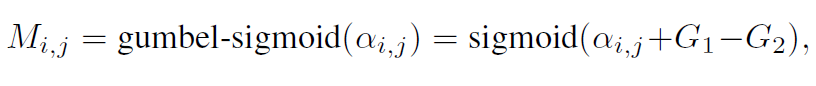 M_{i,j} = gumbel-sigmoid(α_{i,j}) = sigmoid(α_{i,j}+G_1−G_2),